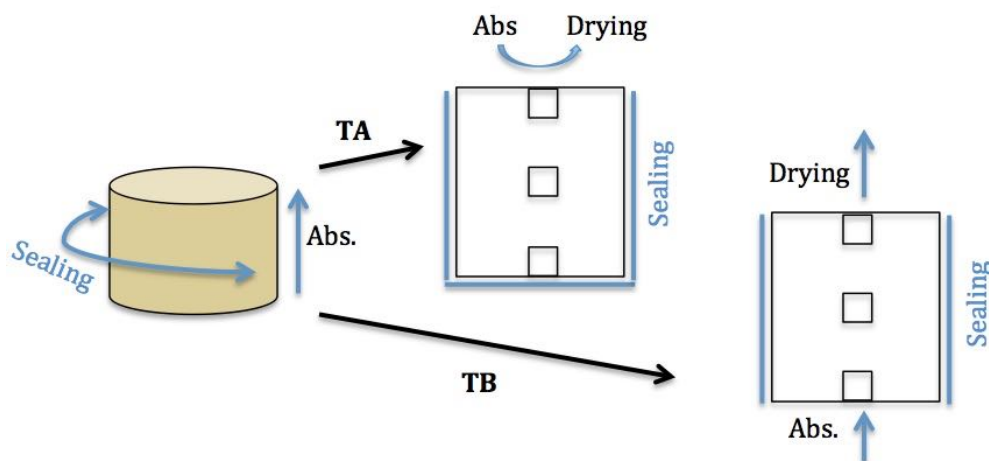 Abs Drying
TA
Sealing
Drying
Abs.
Sealing
TB
Sealing
Abs.